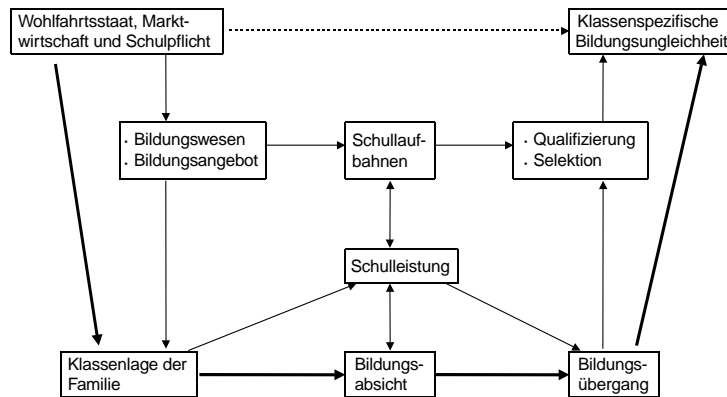 Wohlfahrtsstaat, Markt-
wirtschaft und Schulpflicht
Klassenspezifische
Bildungsungleichheit
. Bildungswesen
. Bildungsangebot
Schullauf-
bahnen
. Qualifizierung
. Selektion
Schulleistung
Klassenlage der
Familie
Bildungs-
absicht
Bildungs-
übergang